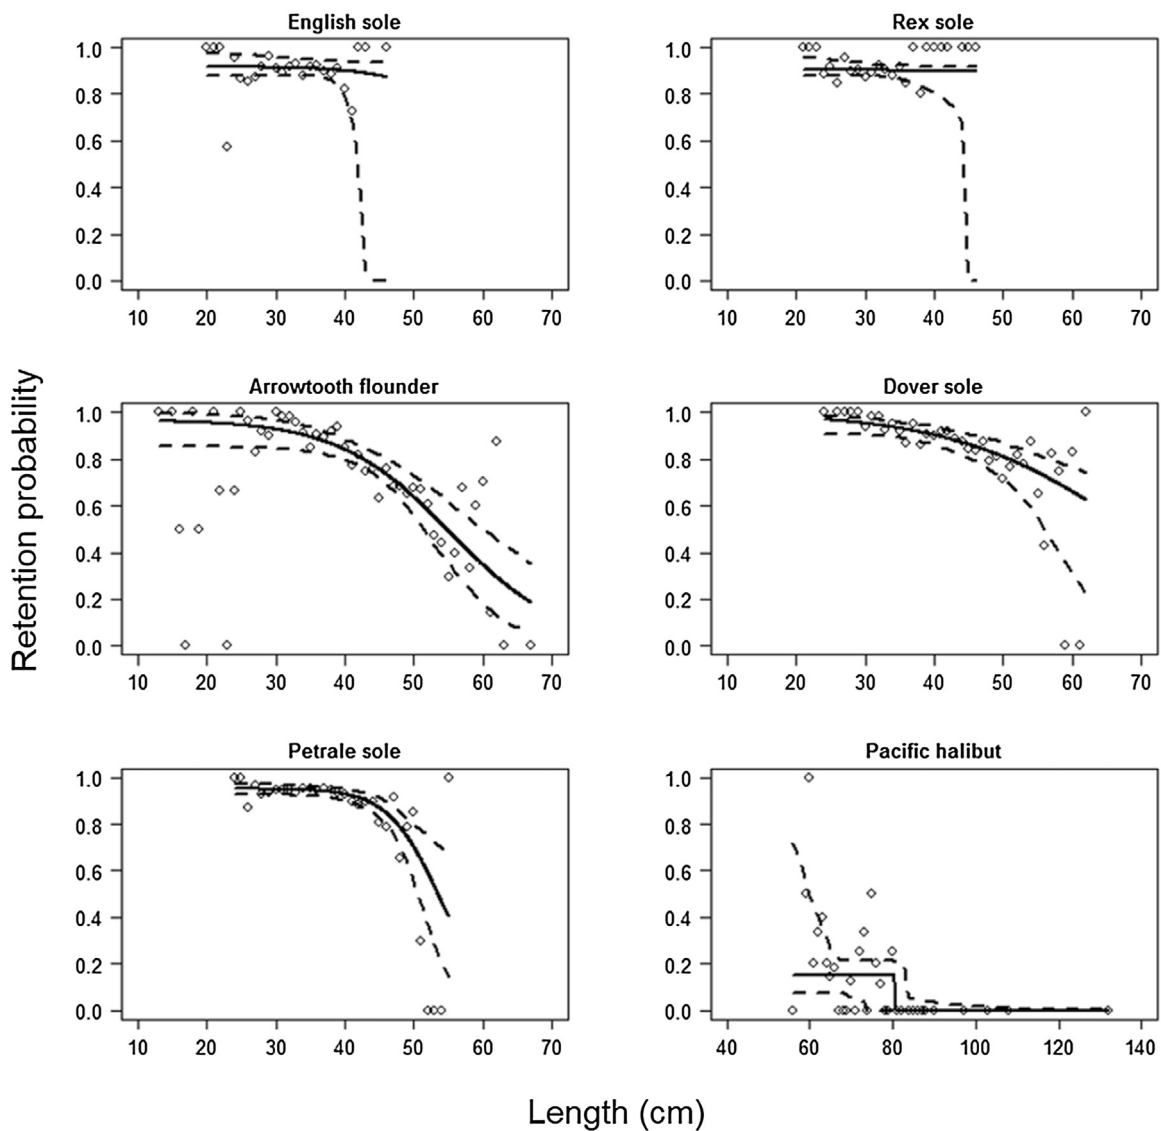 English sole
Rex sole
1.0
0.8
0.6
0.4
0.2
0.0
10 20 30 40 50 60 70
1.0
0.8
0.6
0.4
0.2
0.0
10 20 30 40 50 60 70
Arrowtooth flounder
Dover sole
1.0
0.8
0.6
0.4
0.2
0.0
10 20 30 40 50 60 70
1.0
0.8
0.6
0.4
0.2
0.0
10 20 30 40 50 60 70
Petrale sole
Pacific halibut
1.0
0.8
0.6
0.4
0.2
0.0
10 20 30 40 50 60 70
1.0
0.8
0.6
0.4
0.2
0.0
40 60 80 100 120 140
Retention probability
Length (cm)